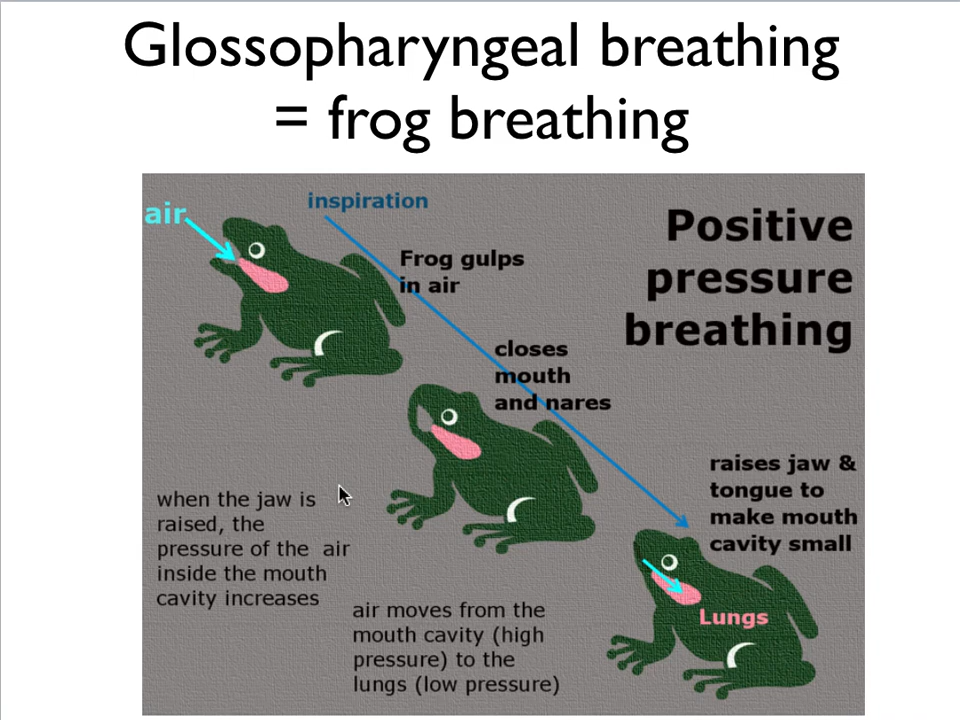 Glossopharyngeal breathing
= frog breathing
air
inspiration
Positive
pressure
breathing
Frog gulps
in air
closes
mouth
and nares
raises jaw &
tongue to
make mouth
cavity small
when the jaw is
raised, the
pressure of the air
inside the mouth
cavity increases
air moves from the
mouth cavity (high
pressure) to the
lungs (low pressure)
Lungs